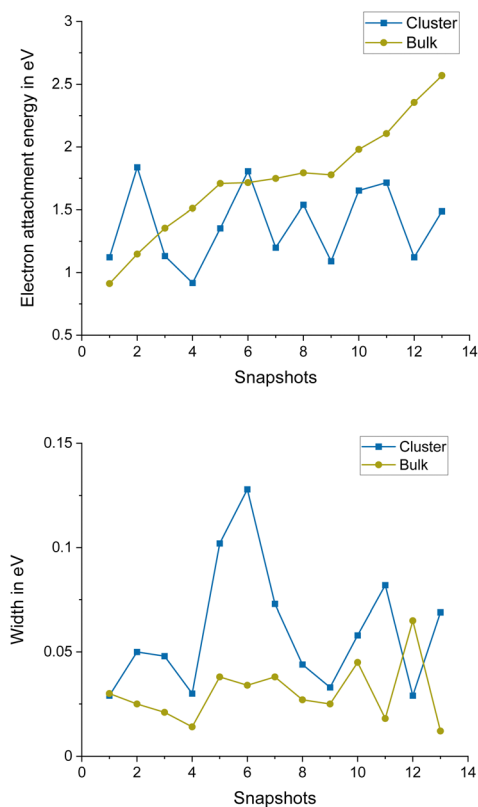 Cluster
Bulk
Electron attachment energy in eV
3
2.5
2
1.5
1
0.5
0 2 4 6 8 10 12 14
Snapshots
Cluster
Bulk
Width in eV
0.15
0.1
0.05
0
0 2 4 6 8 10 12 14
Snapshots